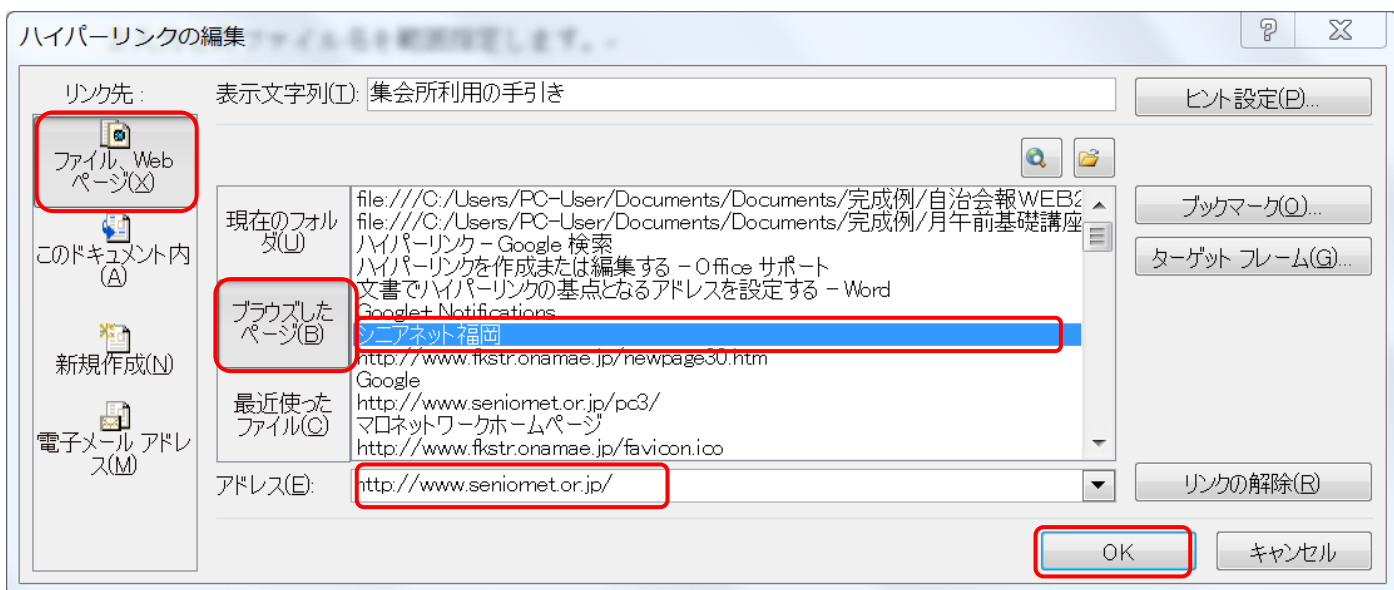 ハイパーリンクの編集
リンク先:
表示文字列(T): 集会所利用の手引き
ヒント設定(P)...
ファイル、Web
ページ(X)
このドキュメント内
(A)
新規作成(N)
電子メール アドレ
ス(M)
現在のフォル
ダ(U)
ブラウズした
ページ(B)
最近使った
ファイル(C)
file:///C:/Users/PC-User/Documents/Documents/完成例/自治会報WEB2
file:///C:/Users/PC-User/Documents/Documents/完成例/月午前基礎講座
ハイパーリンク - Google 検索
ハイパーリンクを作成または編集する - Office サポート
文書でハイパーリンクの基点となるアドレスを設定する - Word
Google+ Notifications
シニアネット福岡
http://www.fkstr.onamae.jp/newpage30.htm
Google
http://www.seniornet.or.jp/pc3/
マロネットワークホームページ
http://www.fkstr.onamae.jp/favicon.ico
ブックマーク(O)...
ターゲット フレーム(G)...
アドレス(E): http://www.seniornet.or.jp/
リンクの解除(R)
OK
キャンセル